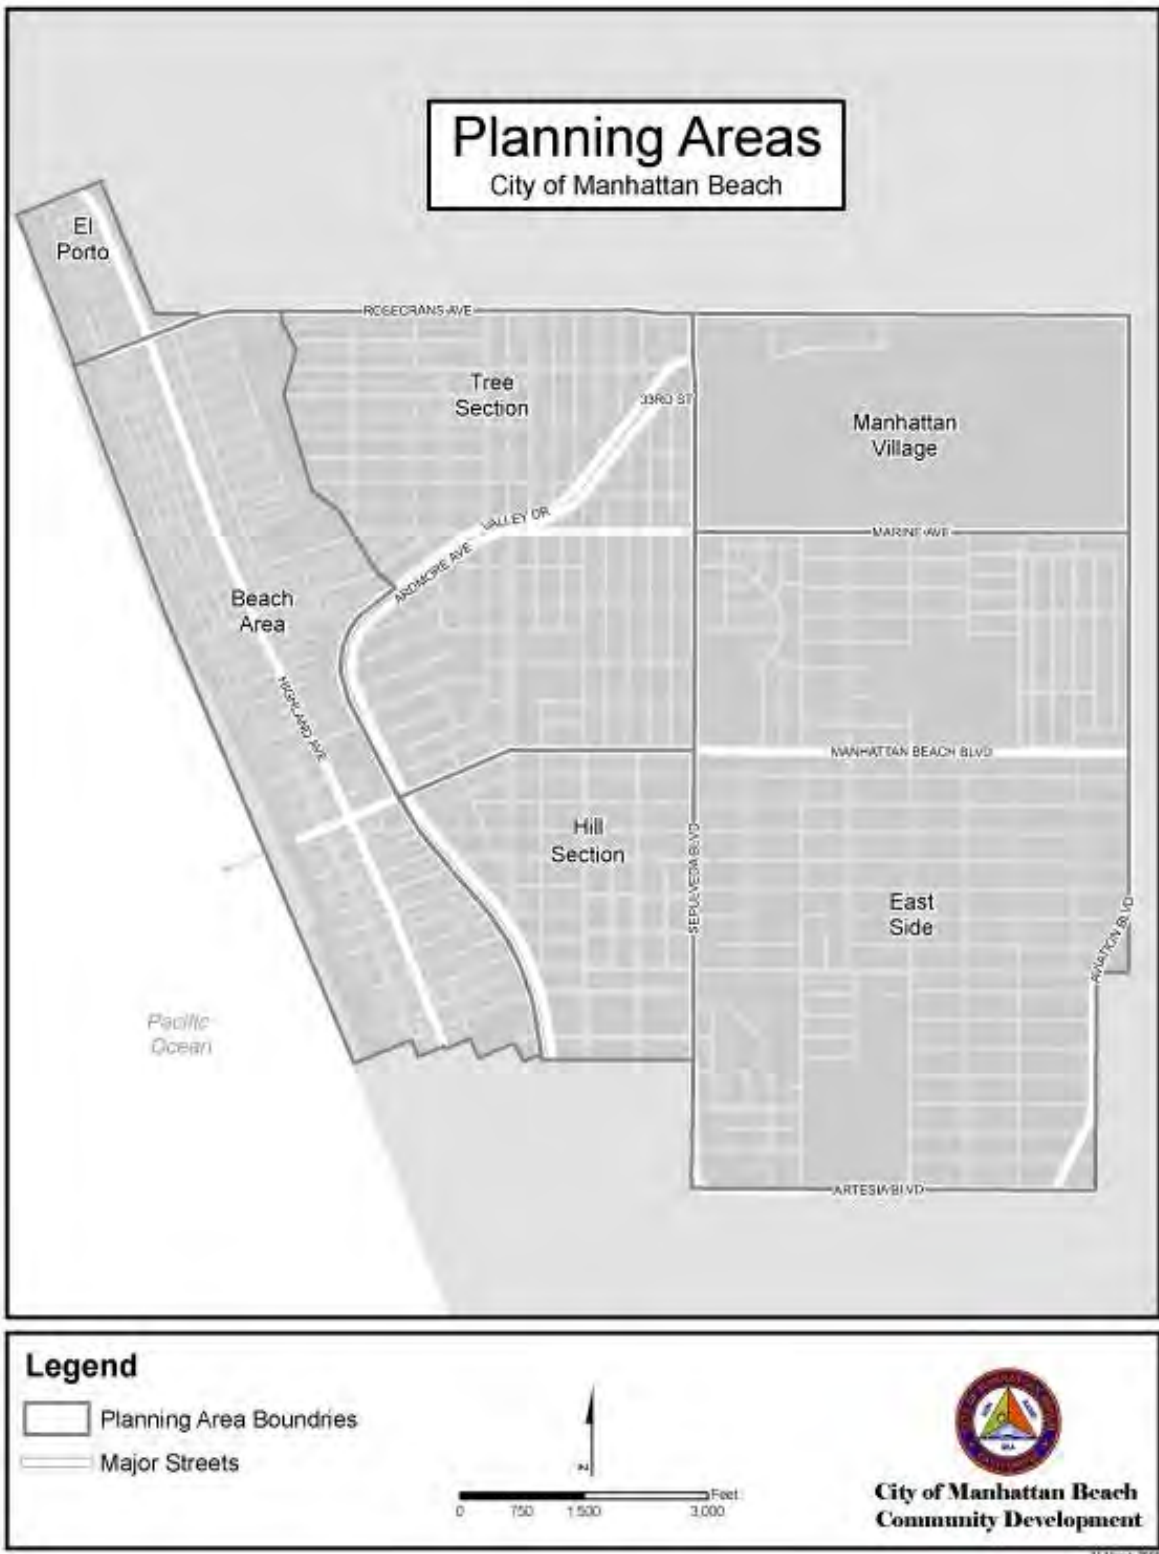 Planning Areas
City of Manhattan Beach
El
Porto
ROSECRANS AVE
Tree
Section
33RD ST
Manhattan
Village
VALLEY DR
MARINE AVE
ARDMORE AVE
Beach
Area
HIGHLAND AVE
MANHATTAN BEACH BLVD
Hill
Section
SEPULVEDA BLVD
East
Side
AVIATION BLVD
Pacific
Ocean
ARTESIA BLVD
Legend
Planning Area Boundries
Major Streets
N
Feet
0 750 1,500 3,000
City of Manhattan Beach
Community Development